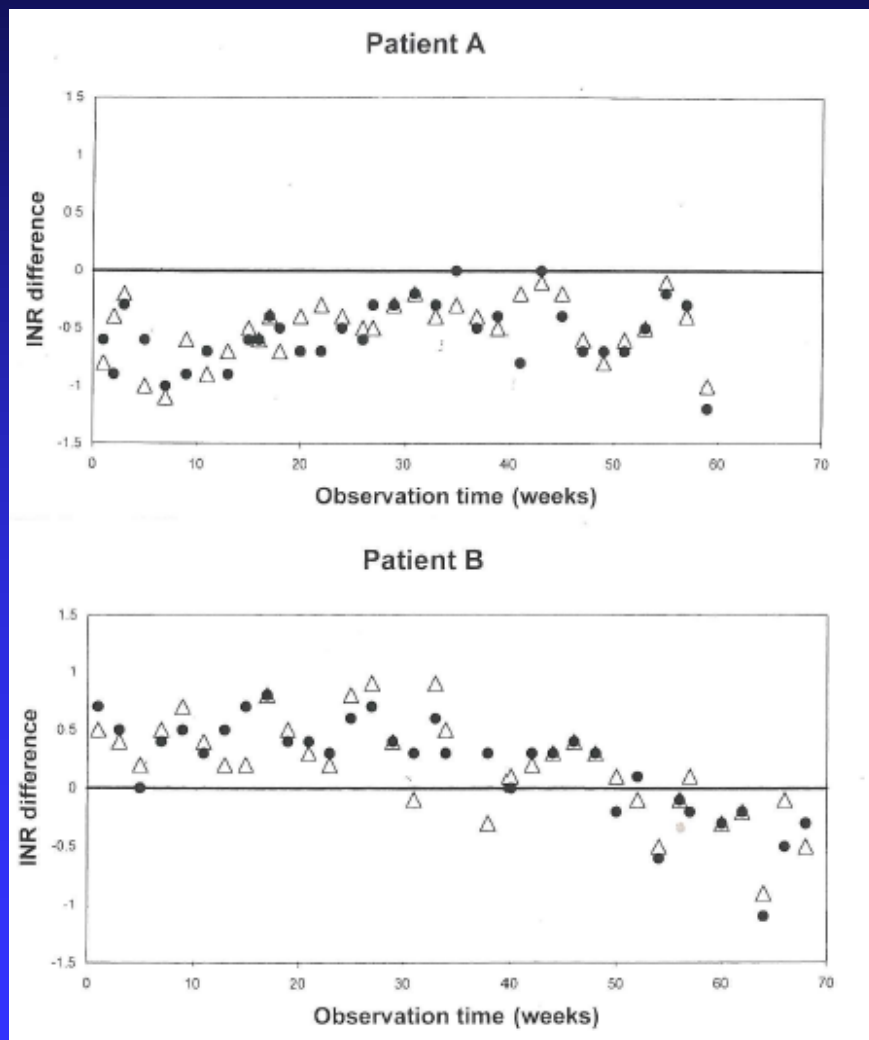 Patient A
1 5
1
0 5
0
-0.5
-1
-1.5
INR difference
0 10 20 30 40 50 60 70
Observation time (weeks)
Patient B
1.5
1
0.5
0
-0.5
-1
-1.5
INR difference
0 10 20 30 40 50 60 70
Observation time (weeks)